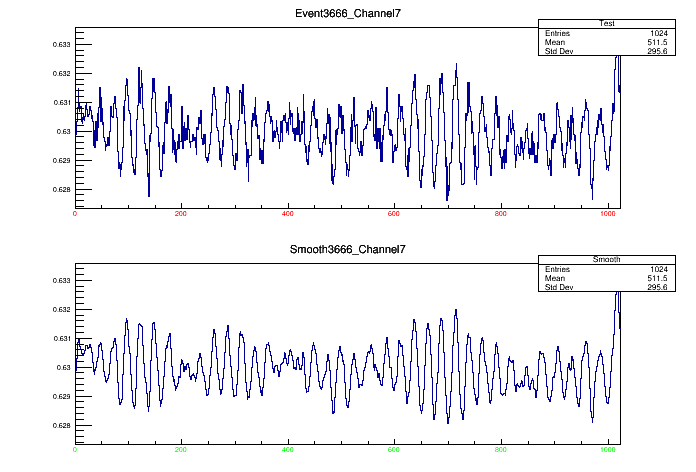 Event3666_Channel7
Test
Entries 1024
Mean 511.5
Std Dev 295.6
0.633
0.632
0.631
0.63
0.629
0.628
0 200 400 600 800 1000
Smooth3666_Channel7
Smooth
Entries 1024
Mean 511.5
Std Dev 295.6
0.633
0.632
0.631
0.63
0.629
0.628
0 200 400 600 800 1000